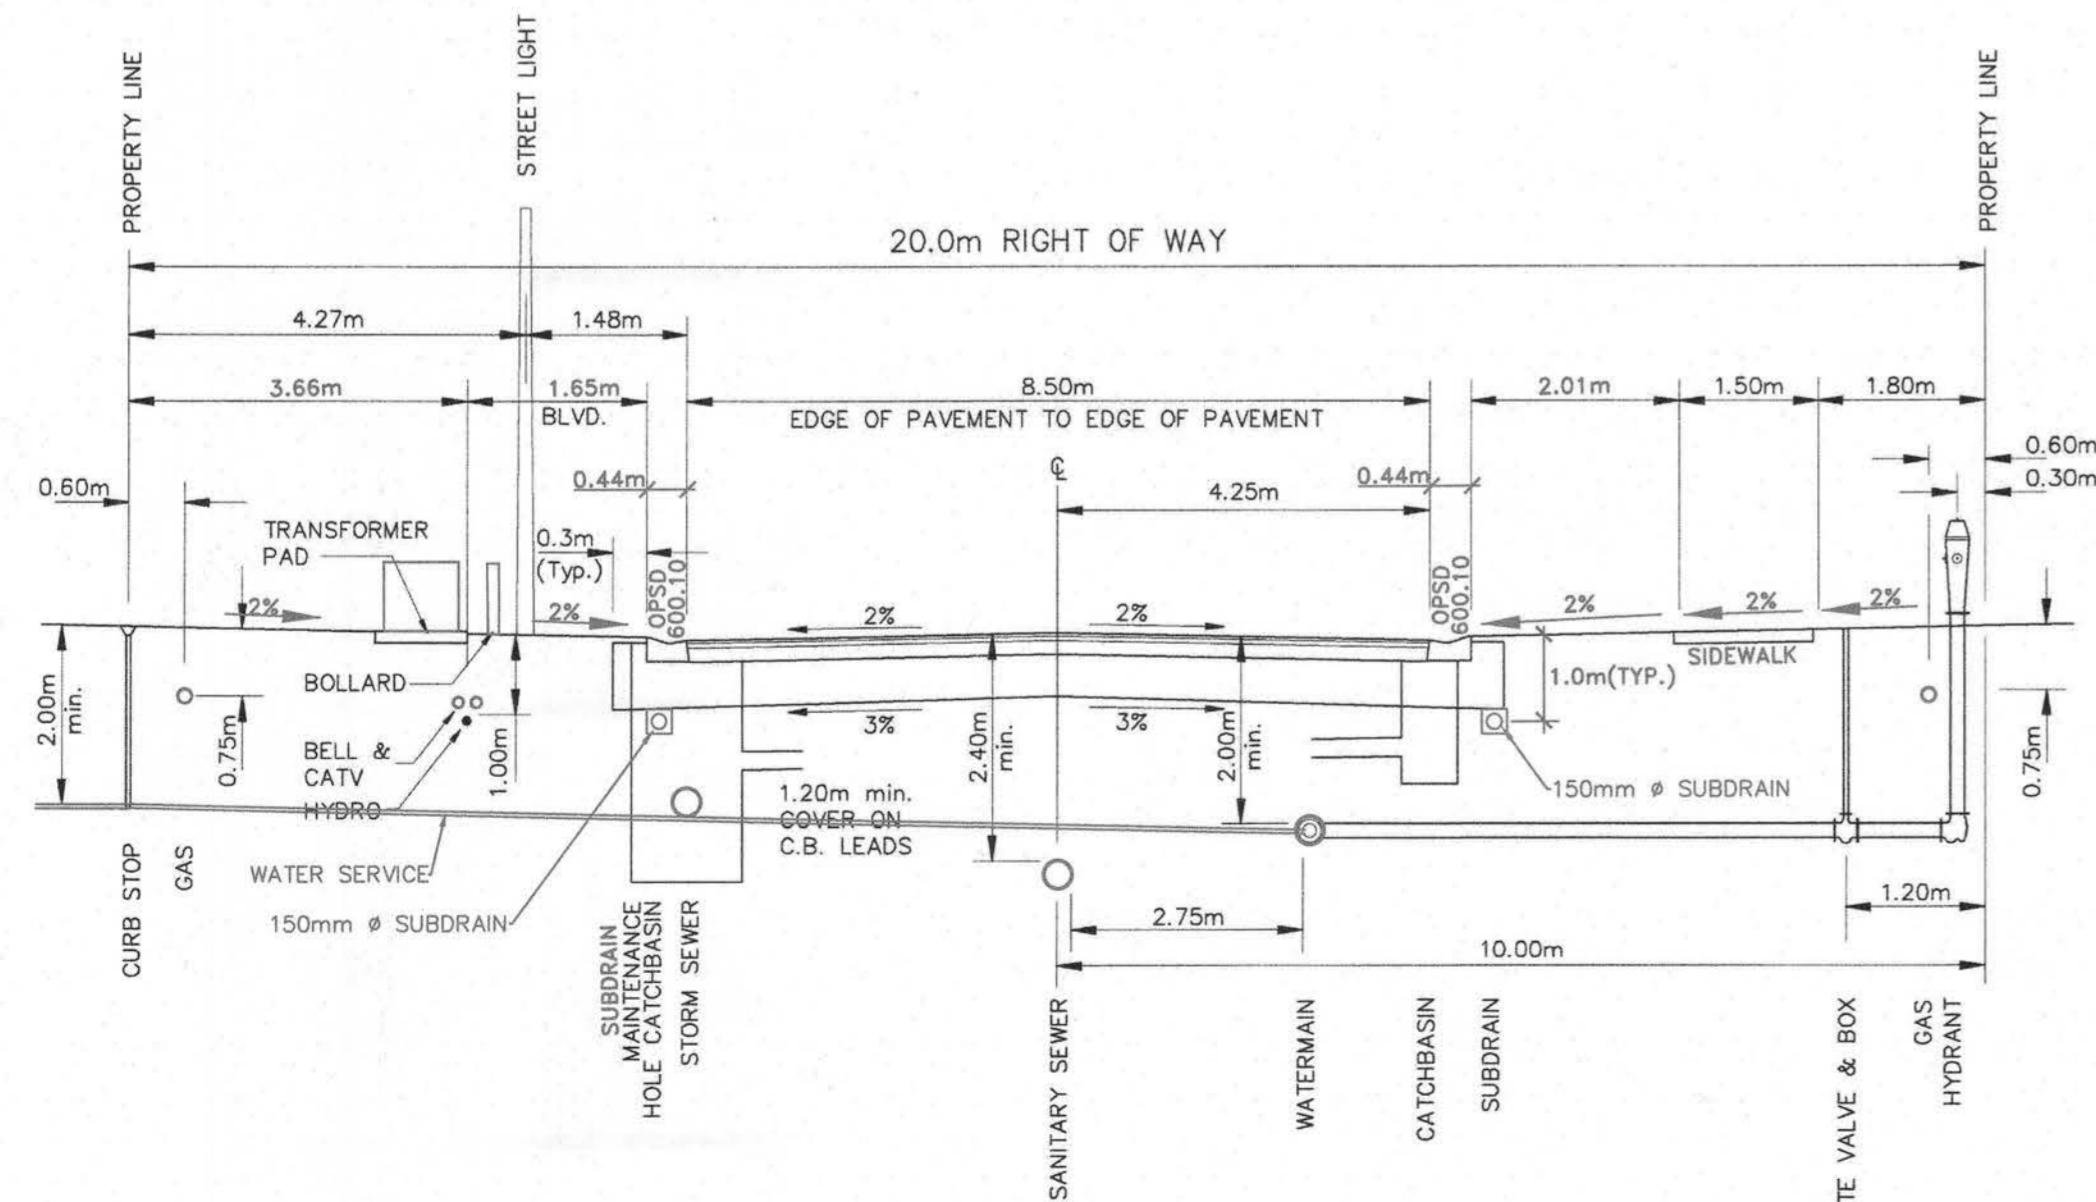 PROPERTY LINE
STREET LIGHT
PROPERTY LINE
20.0m RIGHT OF WAY
4.27m
1.48m
3.66m
1.65m
BLVD.
8.50m
EDGE OF PAVEMENT TO EDGE OF PAVEMENT
2.01m
1.50m
1.80m
0.60m
0.30m
0.60m
0.44m
℄
4.25m
0.44m
TRANSFORMER
PAD
0.3m
(Typ.)
OPSD
600.10
OPSD
600.10
2%
2%
2%
2%
2%
2%
2%
SIDEWALK
1.0m(TYP.)
2.00m
min.
0.75m
BOLLARD
BELL &
CATV
HYDRO
1.00m
3%
3%
2.40m
min.
2.00m
min.
0.75m
150mm ø SUBDRAIN
1.20m min.
COVER ON
C.B. LEADS
WATER SERVICE
150mm ø SUBDRAIN
1.20m
2.75m
10.00m
CURB STOP
GAS
SUBDRAIN
MAINTENANCE
HOLE CATCHBASIN
STORM SEWER
SANITARY SEWER
WATERMAIN
CATCHBASIN
SUBDRAIN
TE VALVE & BOX
GAS
HYDRANT